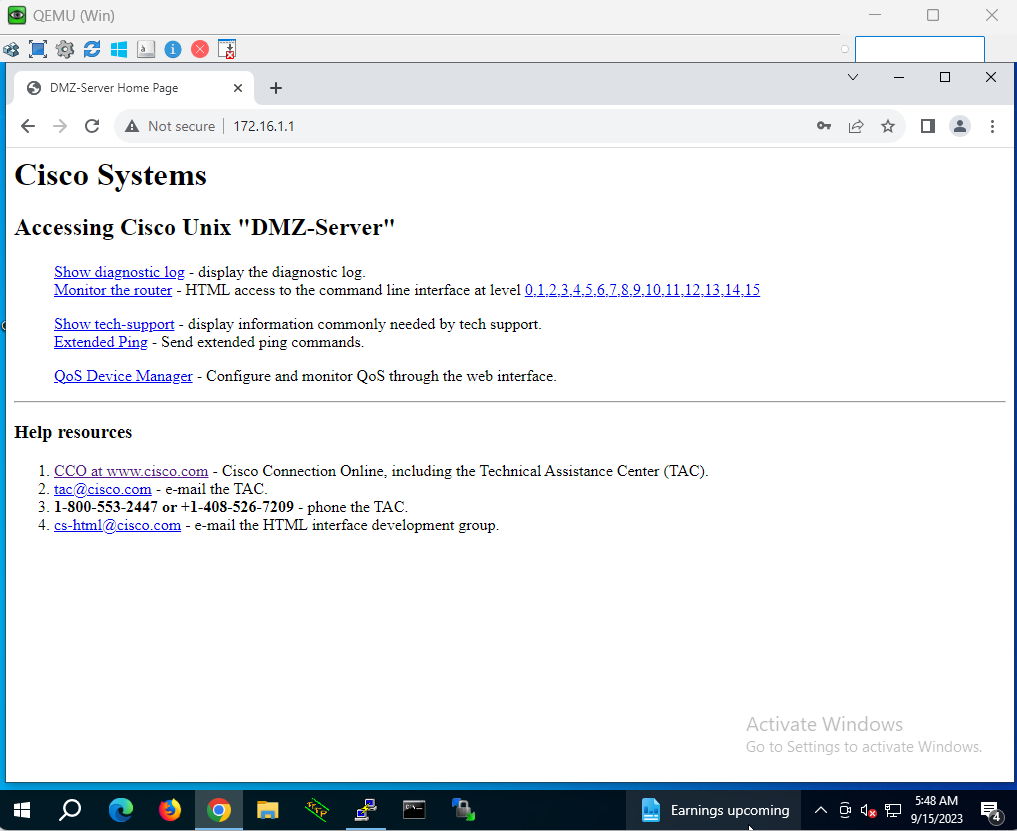 QEMU (Win)
DMZ-Server Home Page
Not secure 172.16.1.1
Cisco Systems
Accessing Cisco Unix "DMZ-Server"
Show diagnostic log - display the diagnostic log.
Monitor the router - HTML access to the command line interface at level 0,1,2,3,4,5,6,7,8,9,10,11,12,13,14,15
Show tech-support - display information commonly needed by tech support.
Extended Ping - Send extended ping commands.
QoS Device Manager - Configure and monitor QoS through the web interface.
Help resources
1. CCO at www.cisco.com - Cisco Connection Online, including the Technical Assistance Center (TAC).
2. tac@cisco.com - e-mail the TAC.
3. 1-800-553-2447 or +1-408-526-7209 - phone the TAC.
4. cs-html@cisco.com - e-mail the HTML interface development group.
Activate Windows
Go to Settings to activate Windows.
Earnings upcoming
5:48 AM
9/15/2023
4